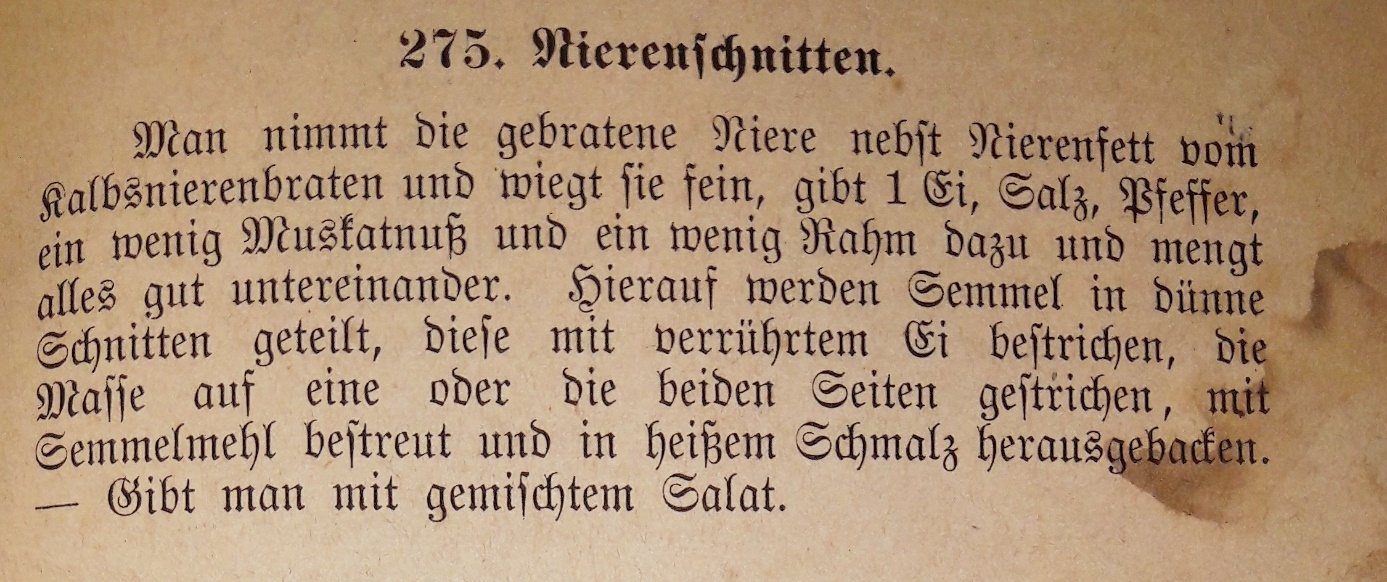 275. Nierenschnitten.
Man nimmt die gebratene Niere nebst Nierenfett vom
Kalbsnierenbraten und wiegt sie fein, gibt 1 Ei, Salz, Pfeffer,
ein wenig Muskatnuß und ein wenig Rahm dazu und mengt
alles gut untereinander. Hierauf werden Semmel in dünne
Schnitten geteilt, diese mit verrührtem Ei bestrichen, die
Masse auf eine oder die beiden Seiten gestrichen, mit
Semmelmehl bestreut und in heißem Schmalz herausgebacken.
— Gibt man mit gemischtem Salat.